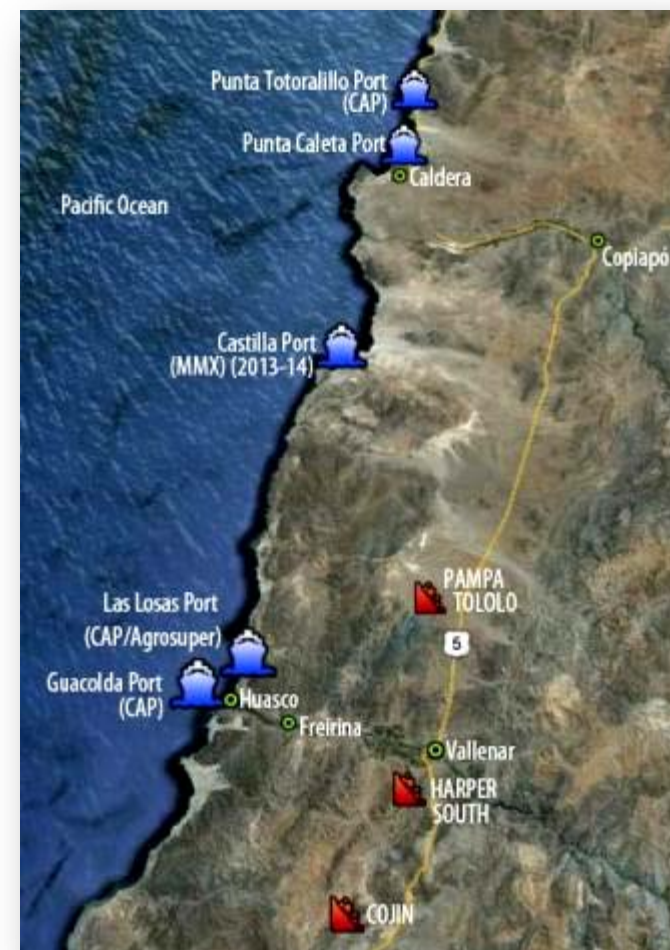 Punta Totoralillo Port
(CAP)
Punta Caleta Port
Caldera
Pacific Ocean
Copiapó
Castilla Port
(MMX) (2013-14)
PAMPA
TOLOLO
Las Losas Port
(CAP/Agrosuper)
5
Guacolda Port
(CAP)
Huasco
Freirina
Vallenar
HARPER
SOUTH
COJIN